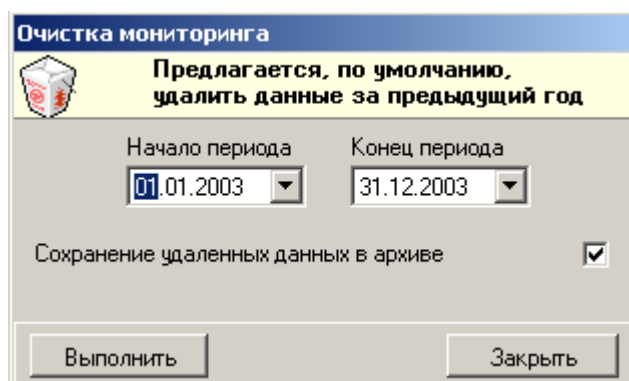 Очистка мониторинга
Предлагается, по умолчанию,
удалить данные за предыдущий год
Начало периода Конец периода
01.01.2003 31.12.2003
Сохранение удаленных данных в архиве
Выполнить Закрыть